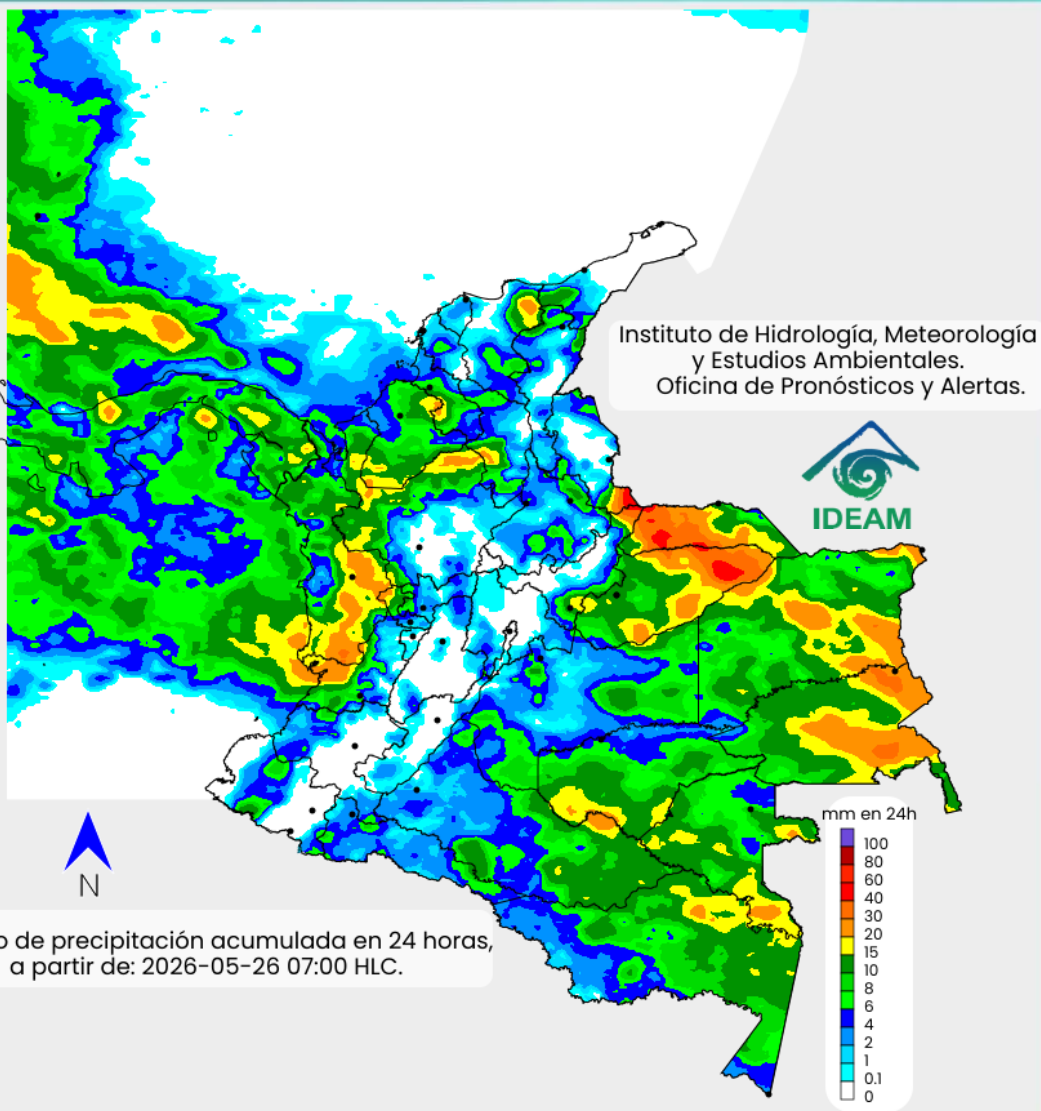 Instituto de Hidrología, Meteorología
y Estudios Ambientales.
Oficina de Pronósticos y Alertas.
IDEAM
mm en 24h
100
80
60
40
30
20
15
10
8
6
4
2
1
0.1
0
N
de precipitación acumulada en 24 horas,
a partir de: 2026-05-26 07:00 HLC.